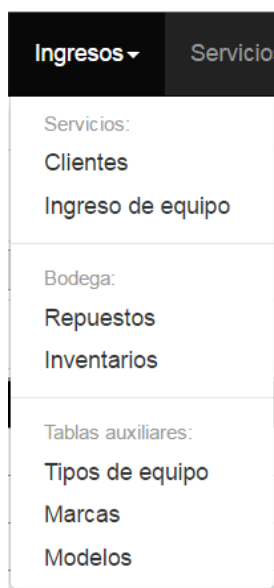 Ingresos Servicio
Servicios:
Clientes
Ingreso de equipo
Bodega:
Repuestos
Inventarios
Tablas auxiliares:
Tipos de equipo
Marcas
Modelos